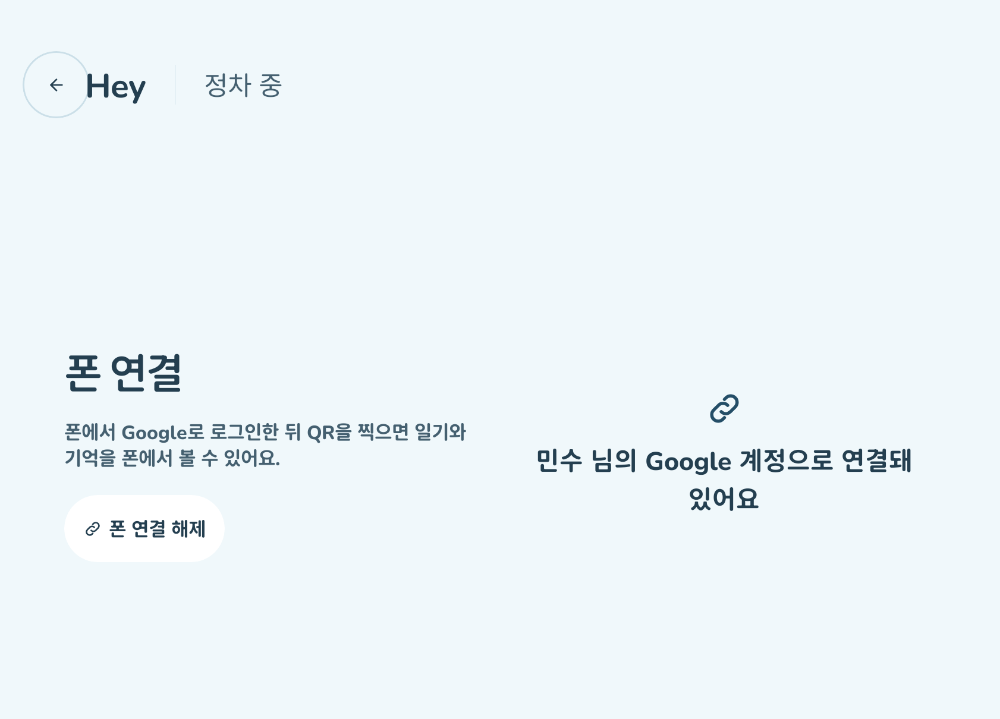 Hey
정차 중
폰 연결
폰에서 Google로 로그인한 뒤 QR을 찍으면 일기와
기억을 폰에서 볼 수 있어요.
폰 연결 해제
민수 님의 Google 계정으로 연결돼
있어요